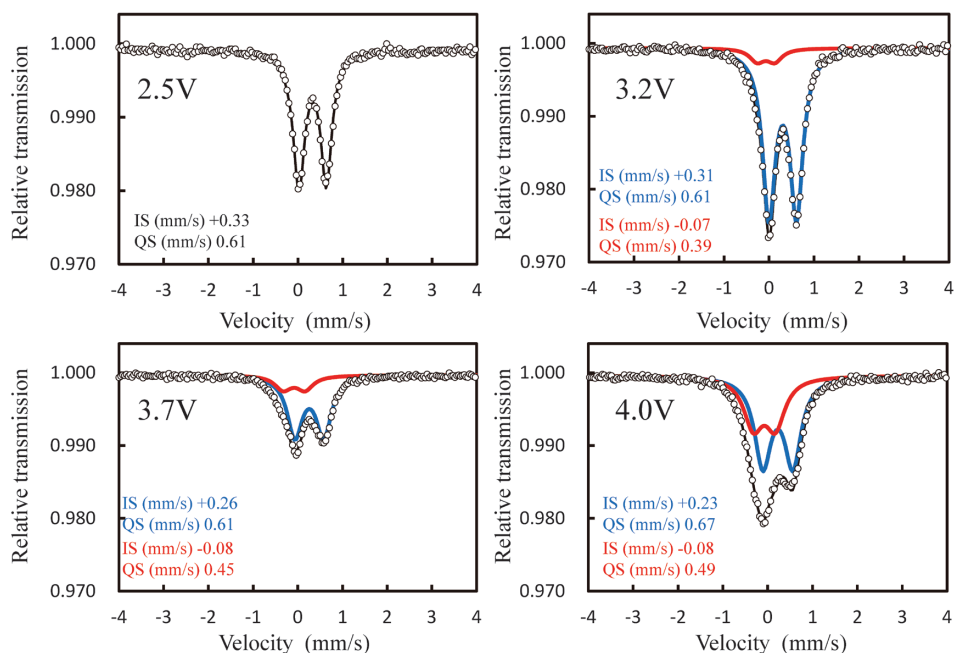 Relative transmission
1.000
0.990
0.980
0.970
2.5V
IS (mm/s) +0.33
QS (mm/s) 0.61
-4 -3 -2 -1 0 1 2 3 4
Velocity (mm/s)
Relative transmission
1.000
0.990
0.980
0.970
3.2V
IS (mm/s) +0.31
QS (mm/s) 0.61
IS (mm/s) -0.07
QS (mm/s) 0.39
-4 -3 -2 -1 0 1 2 3 4
Velocity (mm/s)
Relative transmission
1.000
0.990
0.980
0.970
3.7V
IS (mm/s) +0.26
QS (mm/s) 0.61
IS (mm/s) -0.08
QS (mm/s) 0.45
-4 -3 -2 -1 0 1 2 3 4
Velocity (mm/s)
Relative transmission
1.000
0.990
0.980
0.970
4.0V
IS (mm/s) +0.23
QS (mm/s) 0.67
IS (mm/s) -0.08
QS (mm/s) 0.49
-4 -3 -2 -1 0 1 2 3 4
Velocity (mm/s)